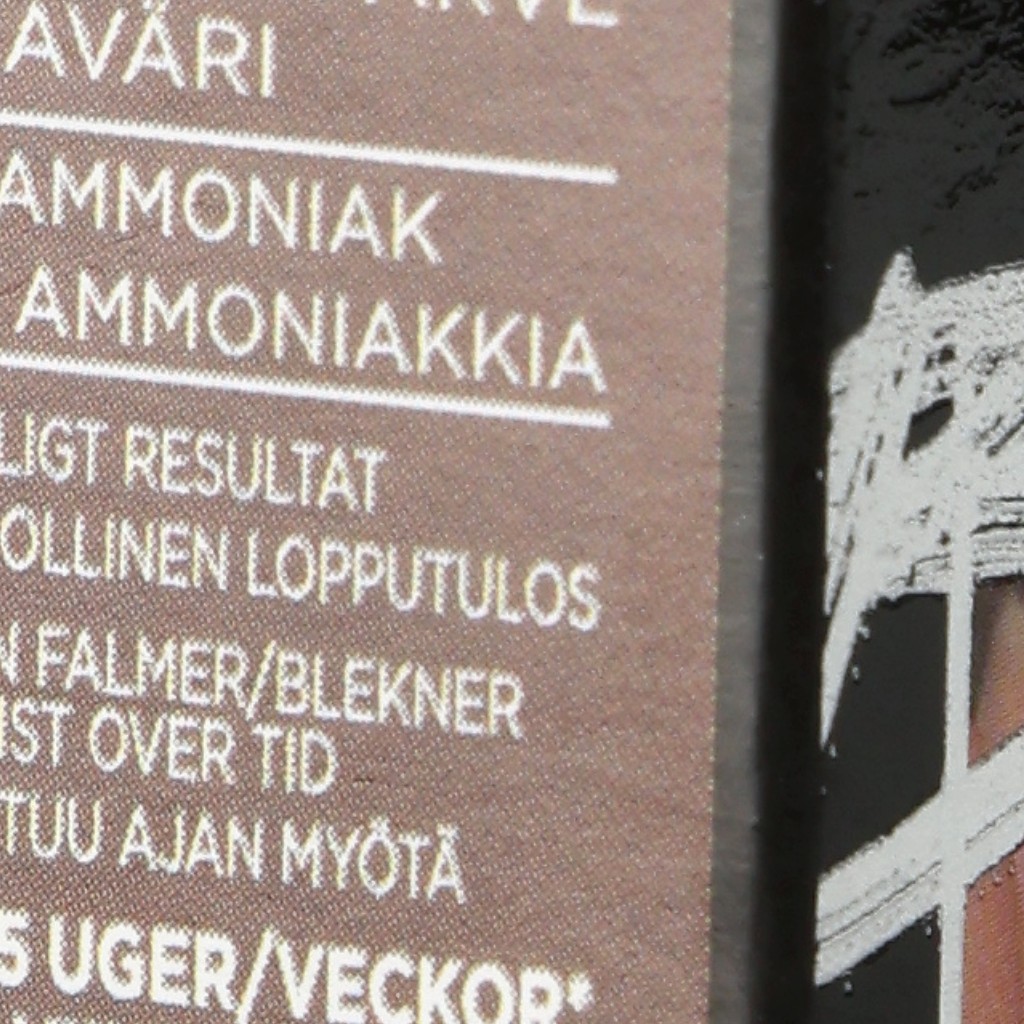 AVÄRI
AMMONIAK
AMMONIAKKIA
LIGT RESULTAT
OLLINEN LOPPUTULOS
N FALMER/BLEKNER
IST OVER TID
TUU AJAN MYÖTÄ
5 UGER/VECKOR*